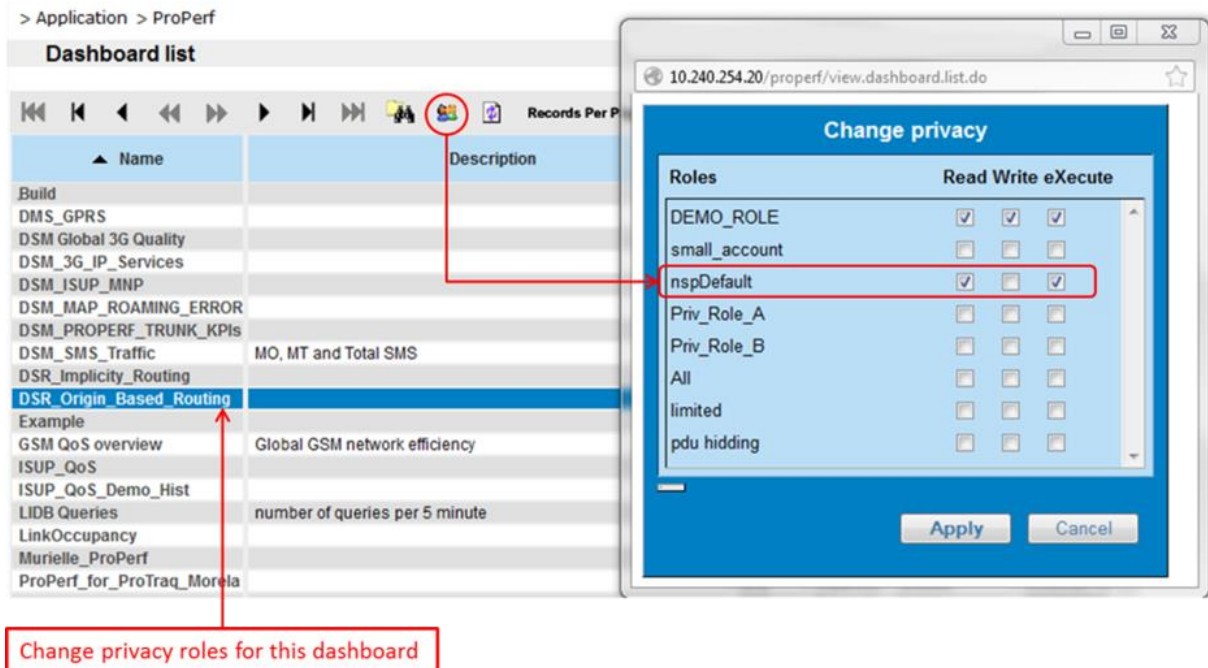 > Application > ProPerf
Dashboard list
Records Per P
Name Description
Build
DMS_GPRS
DSM Global 3G Quality
DSM_3G_IP_Services
DSM_ISUP_MNP
DSM_MAP_ROAMING_ERROR
DSM_PROPERF_TRUNK_KPIs
DSM_SMS_Traffic MO, MT and Total SMS
DSR_Implicity_Routing
DSR_Origin_Based_Routing
Example
GSM QoS overview Global GSM network efficiency
ISUP_QoS
ISUP_QoS_Demo_Hist
LIDB Queries number of queries per 5 minute
LinkOccupancy
Murielle_ProPerf
ProPerf_for_ProTraq_Morela
10.240.254.20/properf/view.dashboard.list.do
Change privacy
Roles Read Write eXecute
DEMO_ROLE
small_account
nspDefault
Priv_Role_A
Priv_Role_B
All
limited
pdu hidding
Apply Cancel
Change privacy roles for this dashboard